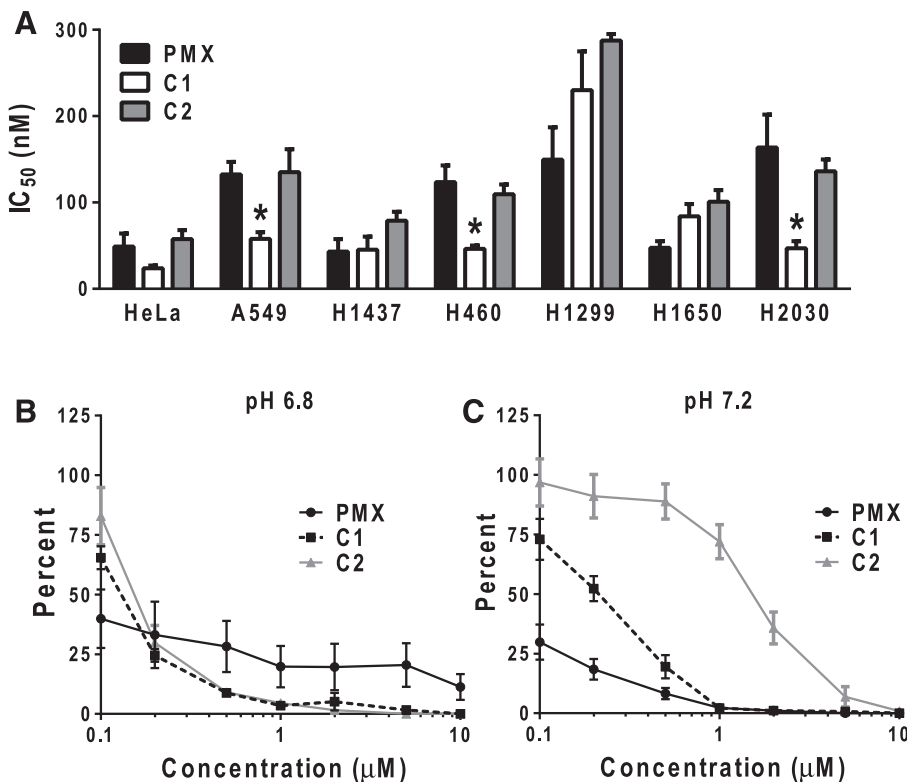 A
300
200
100
0
IC50 (nM)
PMX
C1
C2
*
*
*
HeLa A549 H1437 H460 H1299 H1650 H2030
B
pH 6.8
125
100
75
50
25
0
Percent
PMX
C1
C2
0.1 1 10
Concentration (μM)
C
pH 7.2
125
100
75
50
25
0
Percent
PMX
C1
C2
0.1 1 10
Concentration (μM)